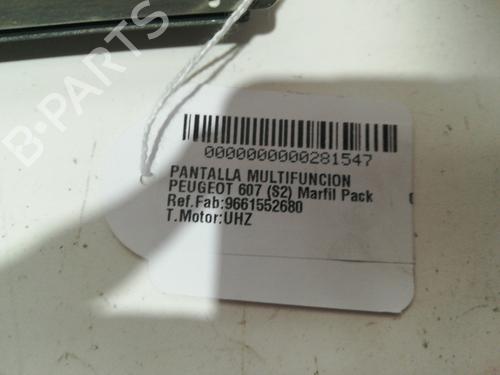 B-PARTS
0000000000281547
PANTALLA MULTIFUNCION
PEUGEOT 607 (S2) Marfil Pack
Ref.Fab:9661552680
T.Motor:UHZ